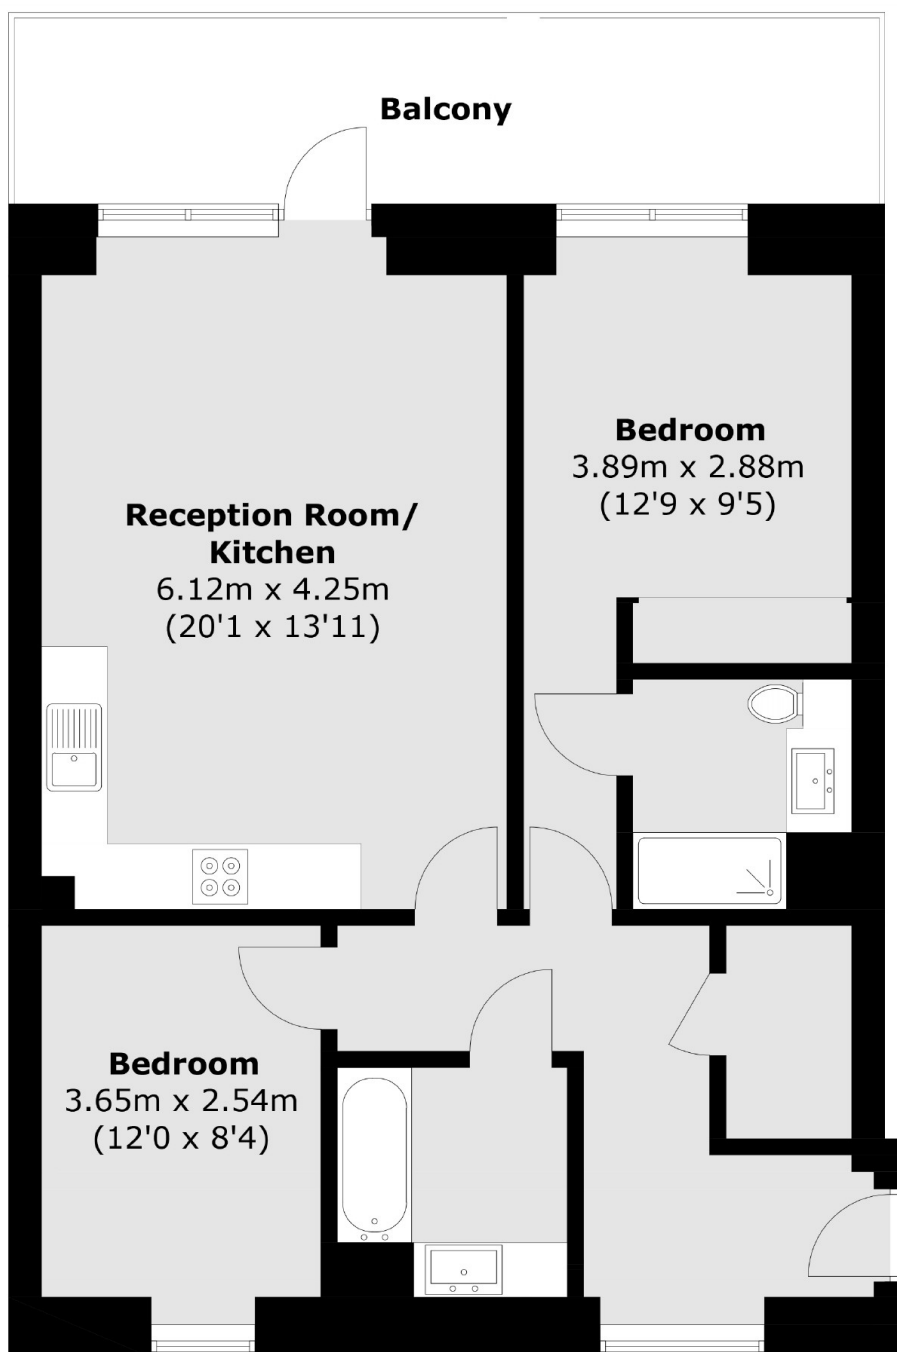 Balcony
Bedroom
3.89m x 2.88m
(12'9 x 9'5)
Reception Room/
Kitchen
6.12m x 4.25m
(20'1 x 13'11)
Bedroom
3.65m x 2.54m
(12'0 x 8'4)